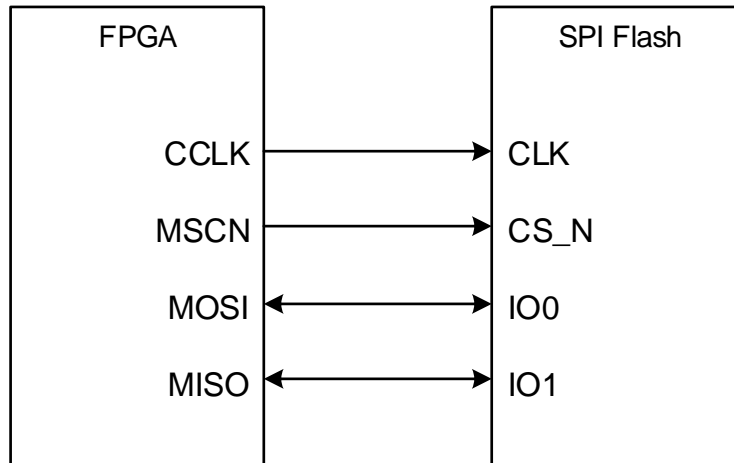 FPGA
SPI Flash
CCLK
CLK
MSCN
CS_N
MOSI
IO0
MISO
IO1